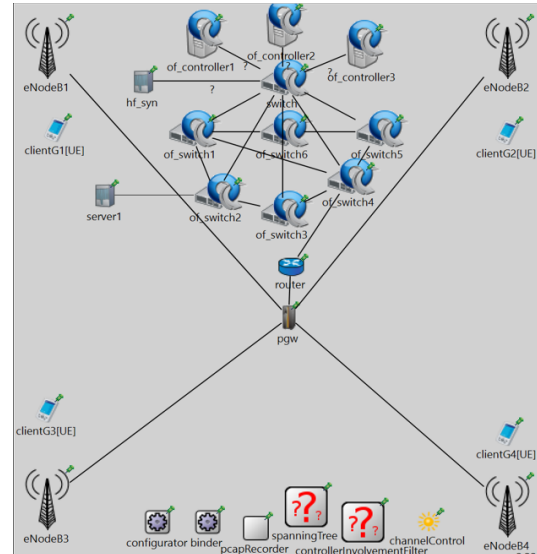 of_controller2
of_controller1
of_controller3
eNodeB1
eNodeB2
?
?
?
?
hf_syn
switch
clientG1[UE]
clientG2[UE]
of_switch1
of_switch6
of_switch5
server1
of_switch2
of_switch4
of_switch3
router
pgw
clientG3[UE]
clientG4[UE]
???
???
eNodeB3
configurator
binder
pcapRecorder
spanningTree
controllerInvolvementFilter
channelControl
eNodeB4